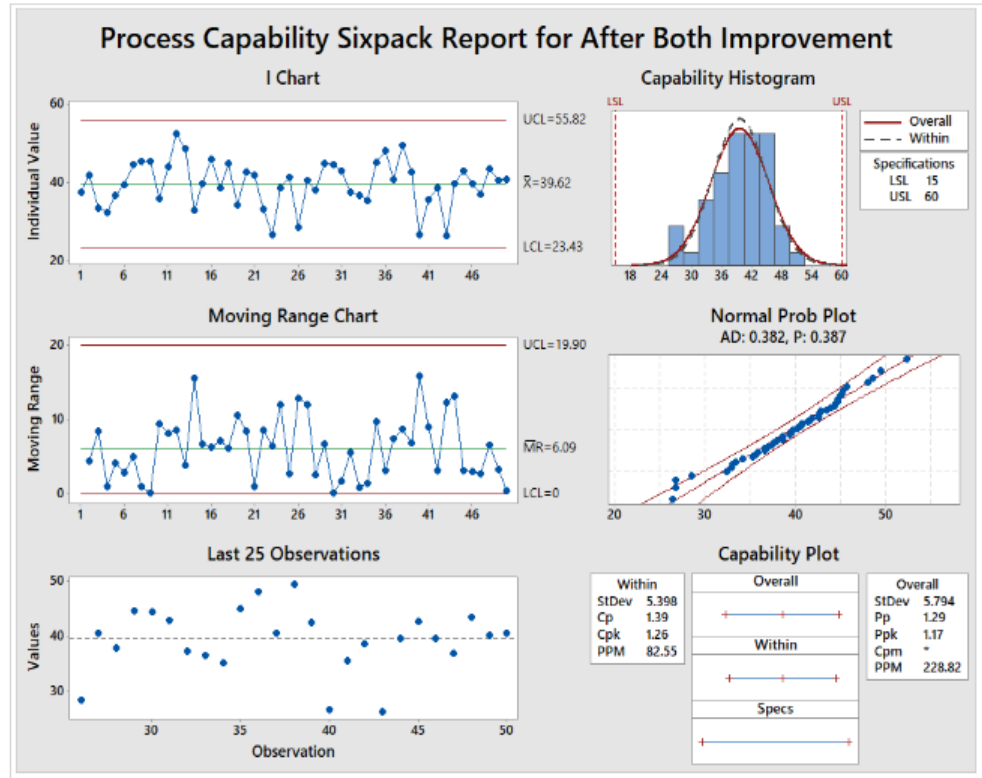 Process Capability Sixpack Report for After Both Improvement
I Chart
Individual Value
60
40
20
UCL=55.82
X̄=39.62
LCL=23.43
1 6 11 16 21 26 31 36 41 46
Capability Histogram
LSL USL
18 24 30 36 42 48 54 60
Overall
Within
Specifications
LSL 15
USL 60
Moving Range Chart
Moving Range
20
10
0
UCL=19.90
M̄R̄=6.09
LCL=0
1 6 11 16 21 26 31 36 41 46
Normal Prob Plot
AD: 0.382, P: 0.387
20 30 40 50
Last 25 Observations
Values
50
40
30
30 35 40 45 50
Observation
Capability Plot
Within
StDev 5.398
Cp 1.39
Cpk 1.26
PPM 82.55
Overall
Within
Specs
Overall
StDev 5.794
Pp 1.29
Ppk 1.17
Cpm *
PPM 228.82